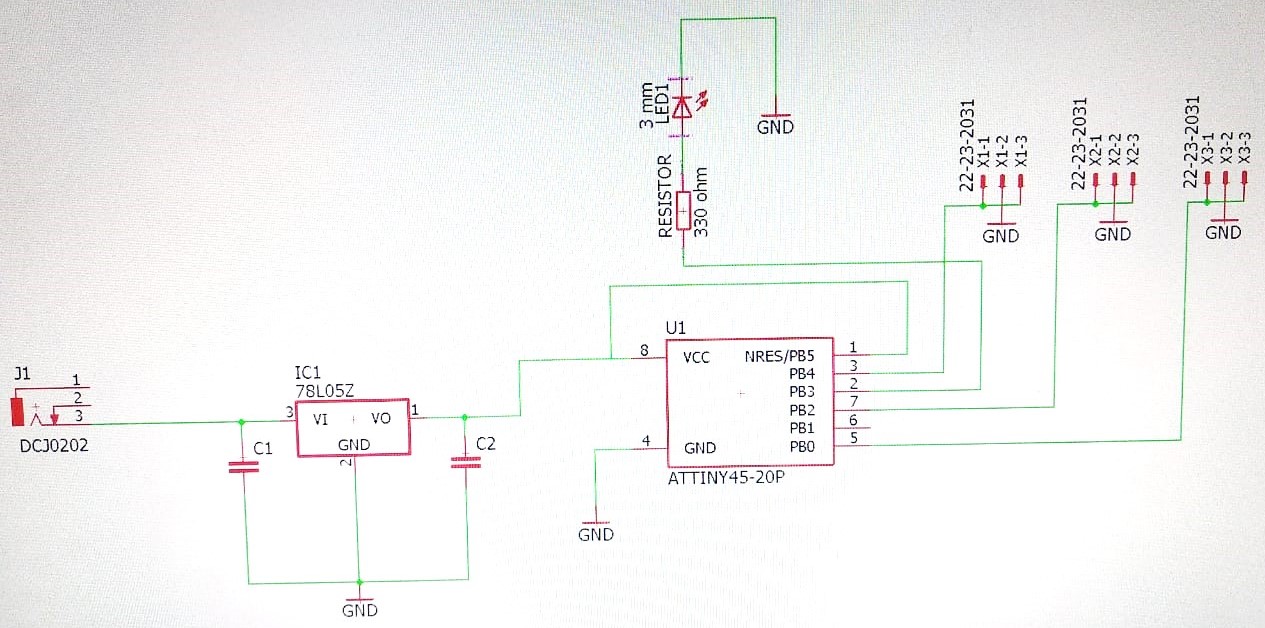 J1
1
2
3
DCJ0202
C1
IC1
78L05Z
3
VI
VO
1
GND
2
GND
C2
3 mm
LED1
GND
RESISTOR
330 ohm
U1
8
VCC
NRES/PB5
1
PB4
3
PB3
2
PB2
7
PB1
6
4
GND
PB0
5
ATTINY45-20P
GND
22-23-2031
X1-1
X1-2
X1-3
GND
22-23-2031
X2-1
X2-2
X2-3
GND
22-23-2031
X3-1
X3-2
X3-3
GND